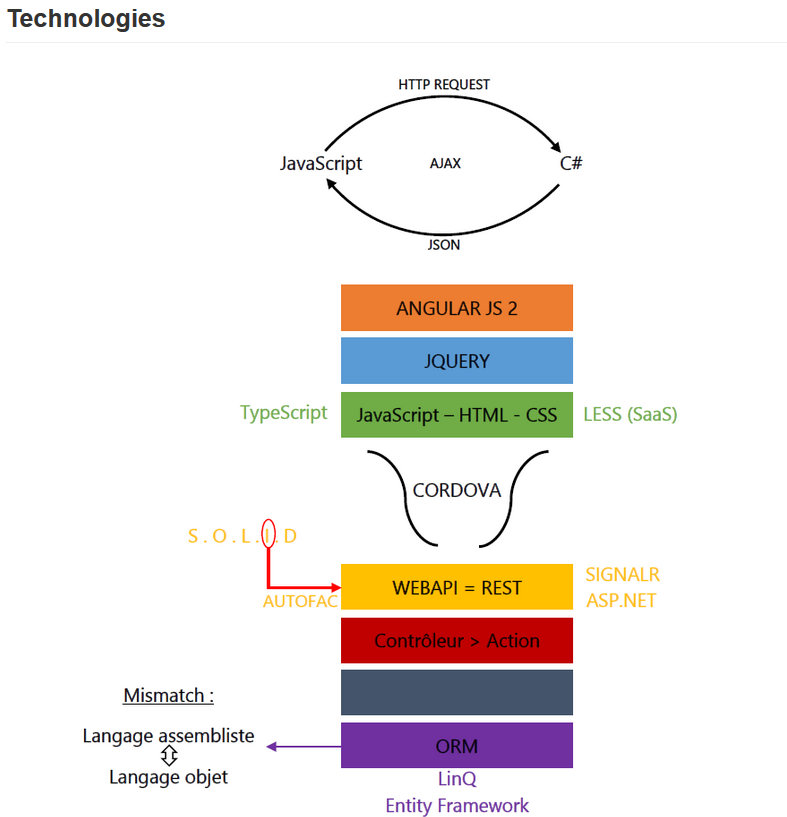 Technologies
HTTP REQUEST
JavaScript
AJAX
C#
JSON
ANGULAR JS 2
JQUERY
TypeScript
JavaScript – HTML - CSS
LESS (SaaS)
CORDOVA
S . O . L . I . D
AUTOFAC
WEBAPI = REST
SIGNALR
ASP.NET
Contrôleur > Action
Mismatch :
Langage assembliste
Langage objet
ORM
LinQ
Entity Framework